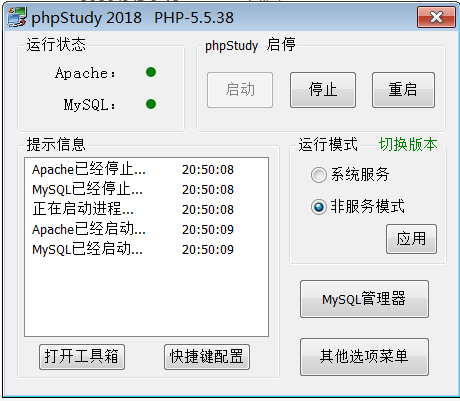 phpStudy 2018 PHP-5.5.38
运行状态
Apache:
MySQL:
phpStudy 启停
启动 停止 重启
提示信息
Apache已经停止... 20:50:08
MySQL已经停止... 20:50:08
正在启动进程... 20:50:08
Apache已经启动... 20:50:09
MySQL已经启动... 20:50:09
打开工具箱 快捷键配置
运行模式 切换版本
系统服务
非服务模式
应用
MySQL管理器
其他选项菜单